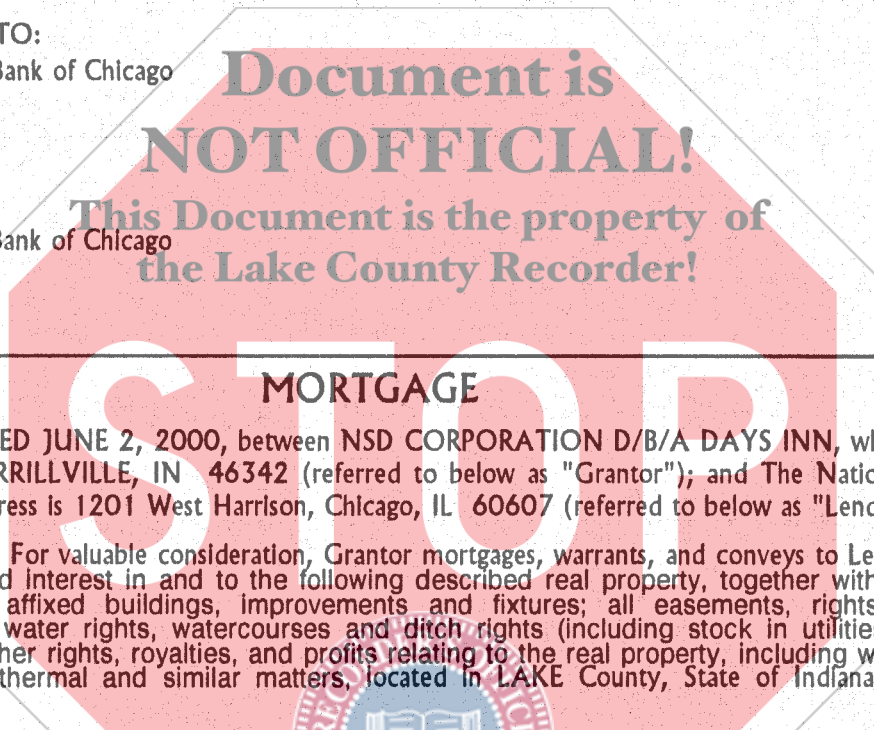 TO:
Bank of Chicago
Document is
NOT OFFICIAL!
This Document is the property of
the Lake County Recorder!
Bank of Chicago
STOP
MORTGAGE
ED JUNE 2, 2000, between NSD CORPORATION D/B/A DAYS INN, wh
RRILLVILLE, IN 46342 (referred to below as "Grantor"); and The Natio
ress is 1201 West Harrison, Chicago, IL 60607 (referred to below as "Lend
For valuable consideration, Grantor mortgages, warrants, and conveys to Le
d interest in and to the following described real property, together with
affixed buildings, improvements and fixtures; all easements, rights
water rights, watercourses and ditch rights (including stock in utilitie
her rights, royalties, and profits relating to the real property, including w
thermal and similar matters, located in LAKE County, State of Indiana